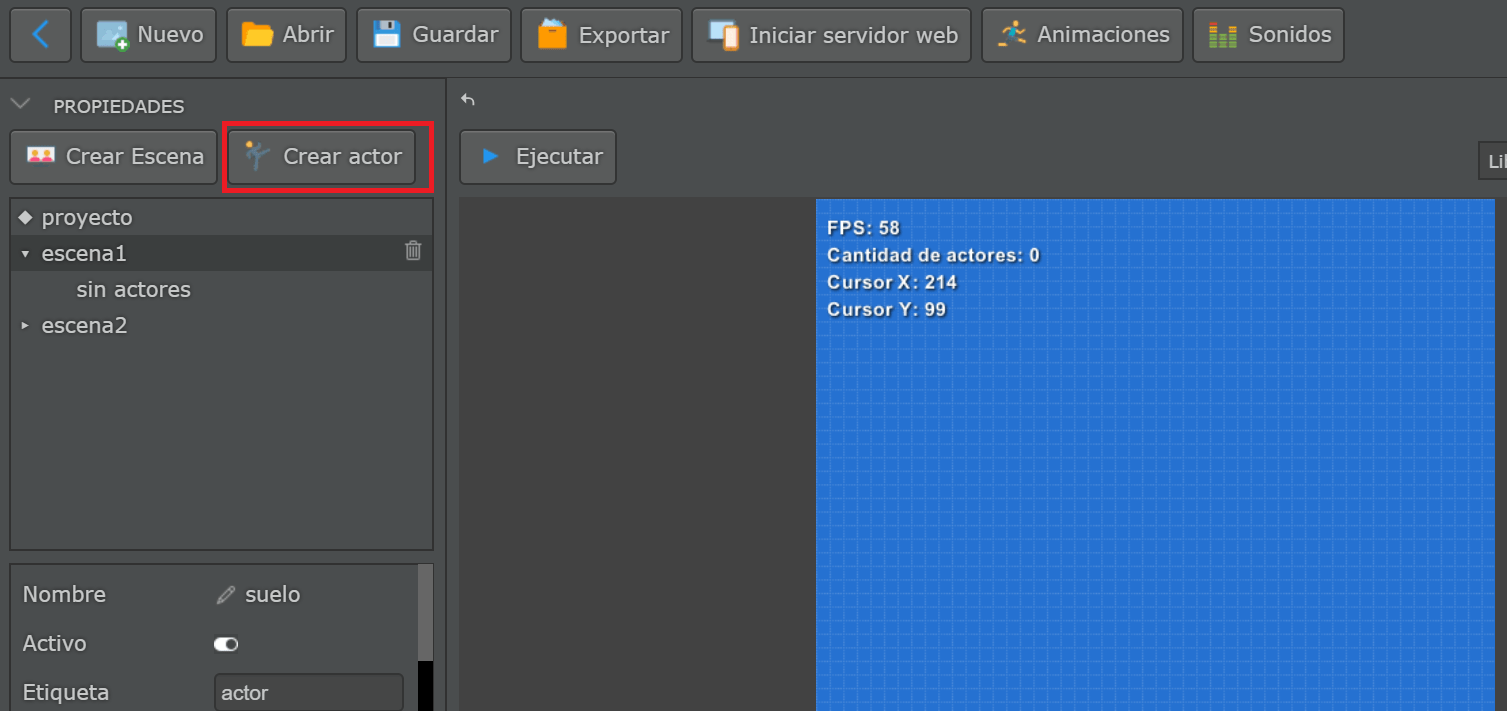 Nuevo Abrir Guardar Exportar Iniciar servidor web Animaciones Sonidos
PROPIEDADES
Crear Escena Crear actor
Ejecutar
proyecto
escena1
sin actores
escena2
Nombre suelo
Activo
Etiqueta actor
FPS: 58
Cantidad de actores: 0
Cursor X: 214
Cursor Y: 99